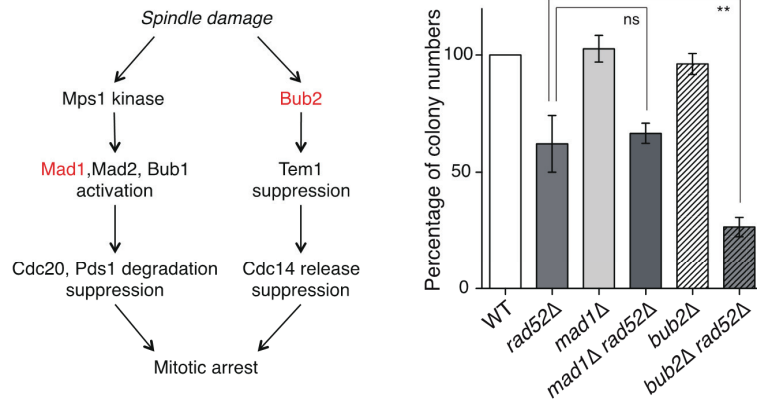 Spindle damage
Mps1 kinase
Bub2
Mad1,Mad2, Bub1
activation
Tem1
suppression
Cdc20, Pds1 degradation
suppression
Cdc14 release
suppression
Mitotic arrest
Percentage of colony numbers
100
50
0
ns
**
WT
rad52Δ
mad1Δ
mad1Δ rad52Δ
bub2Δ
bub2Δ rad52Δ